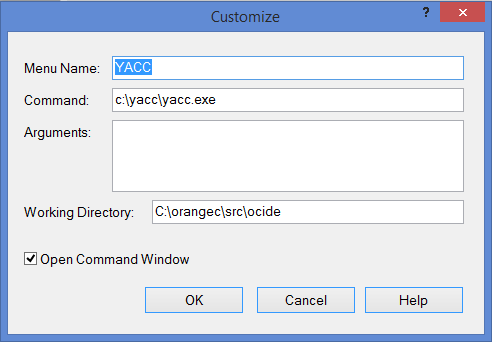 Customize
?
Menu Name: YACC
Command: c:\yacc\yacc.exe
Arguments:
Working Directory: C:\orangec\src\ocide
Open Command Window
OK Cancel Help